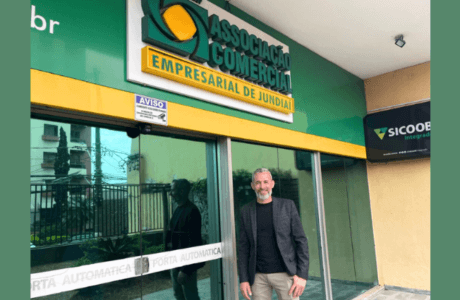 br
ASSOCIAÇÃO
COMERCIAL
EMPRESARIAL DE JUNDIAÍ
AVISO
SICOOB
PORTA AUTOMÁTICA
PORTA AUTOMÁTICA